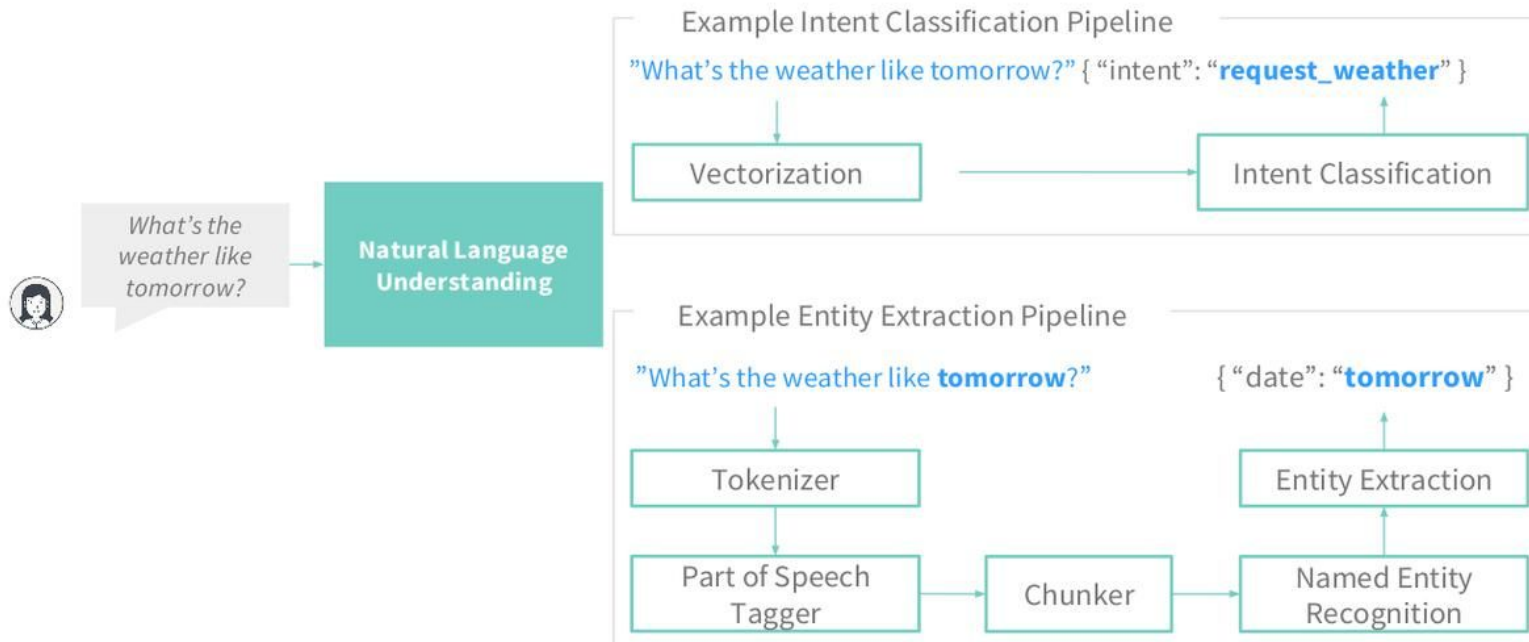 What's the
weather like
tomorrow?
Natural Language
Understanding
Example Intent Classification Pipeline
”What’s the weather like tomorrow?” { “intent”: “request_weather” }
Vectorization
Intent Classification
Example Entity Extraction Pipeline
”What’s the weather like tomorrow?”
{ “date”: “tomorrow” }
Tokenizer
Entity Extraction
Part of Speech
Tagger
Chunker
Named Entity
Recognition